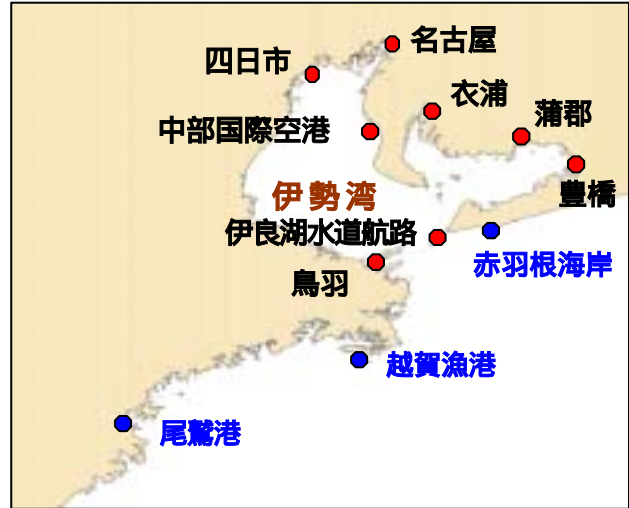 名古屋
四日市
衣浦
蒲郡
中部国際空港
豊橋
伊勢湾
伊良湖水道航路
赤羽根海岸
鳥羽
越賀漁港
尾鷲港